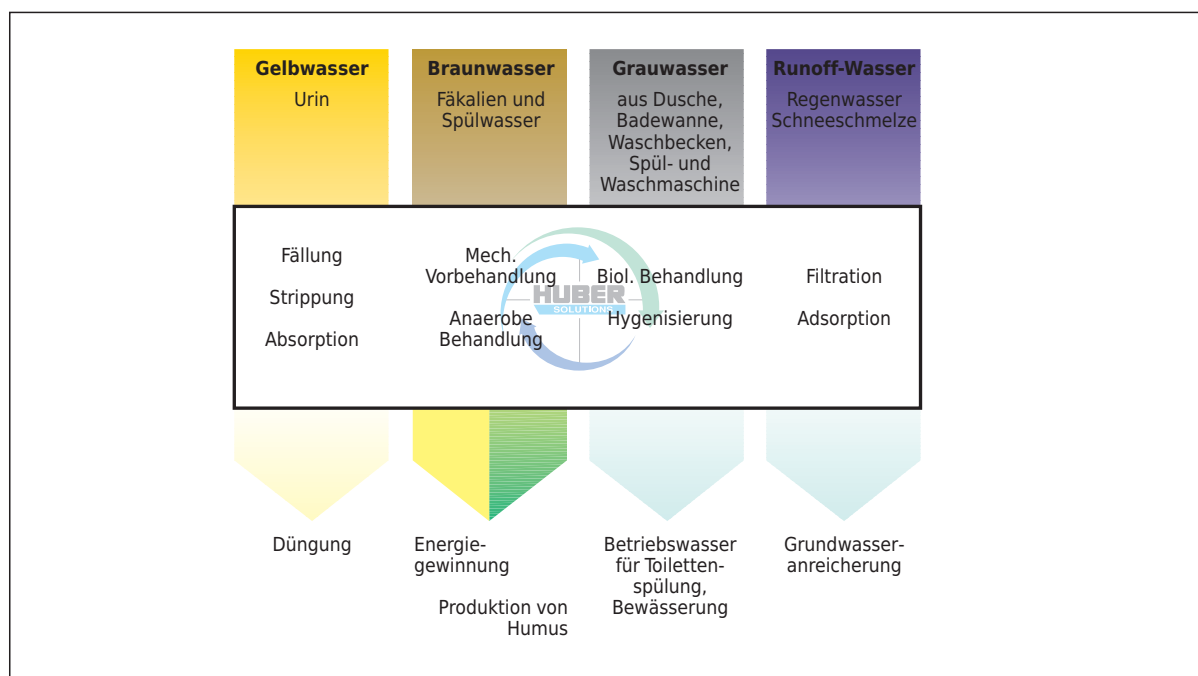 Gelbwasser
Urin
Braunwasser
Fäkalien und
Spülwasser
Grauwasser
aus Dusche,
Badewanne,
Waschbecken,
Spül- und
Waschmaschine
Runoff-Wasser
Regenwasser
Schneeschmelze
Fällung
Strippung
Absorption
Mech.
Vorbehandlung
Anaerobe
Behandlung
HUBER
SOLUTIONS
Biol. Behandlung
Hygenisierung
Filtration
Adsorption
Düngung
Energie-
gewinnung
Produktion von
Humus
Betriebswasser
für Toiletten-
spülung,
Bewässerung
Grundwasser-
anreicherung